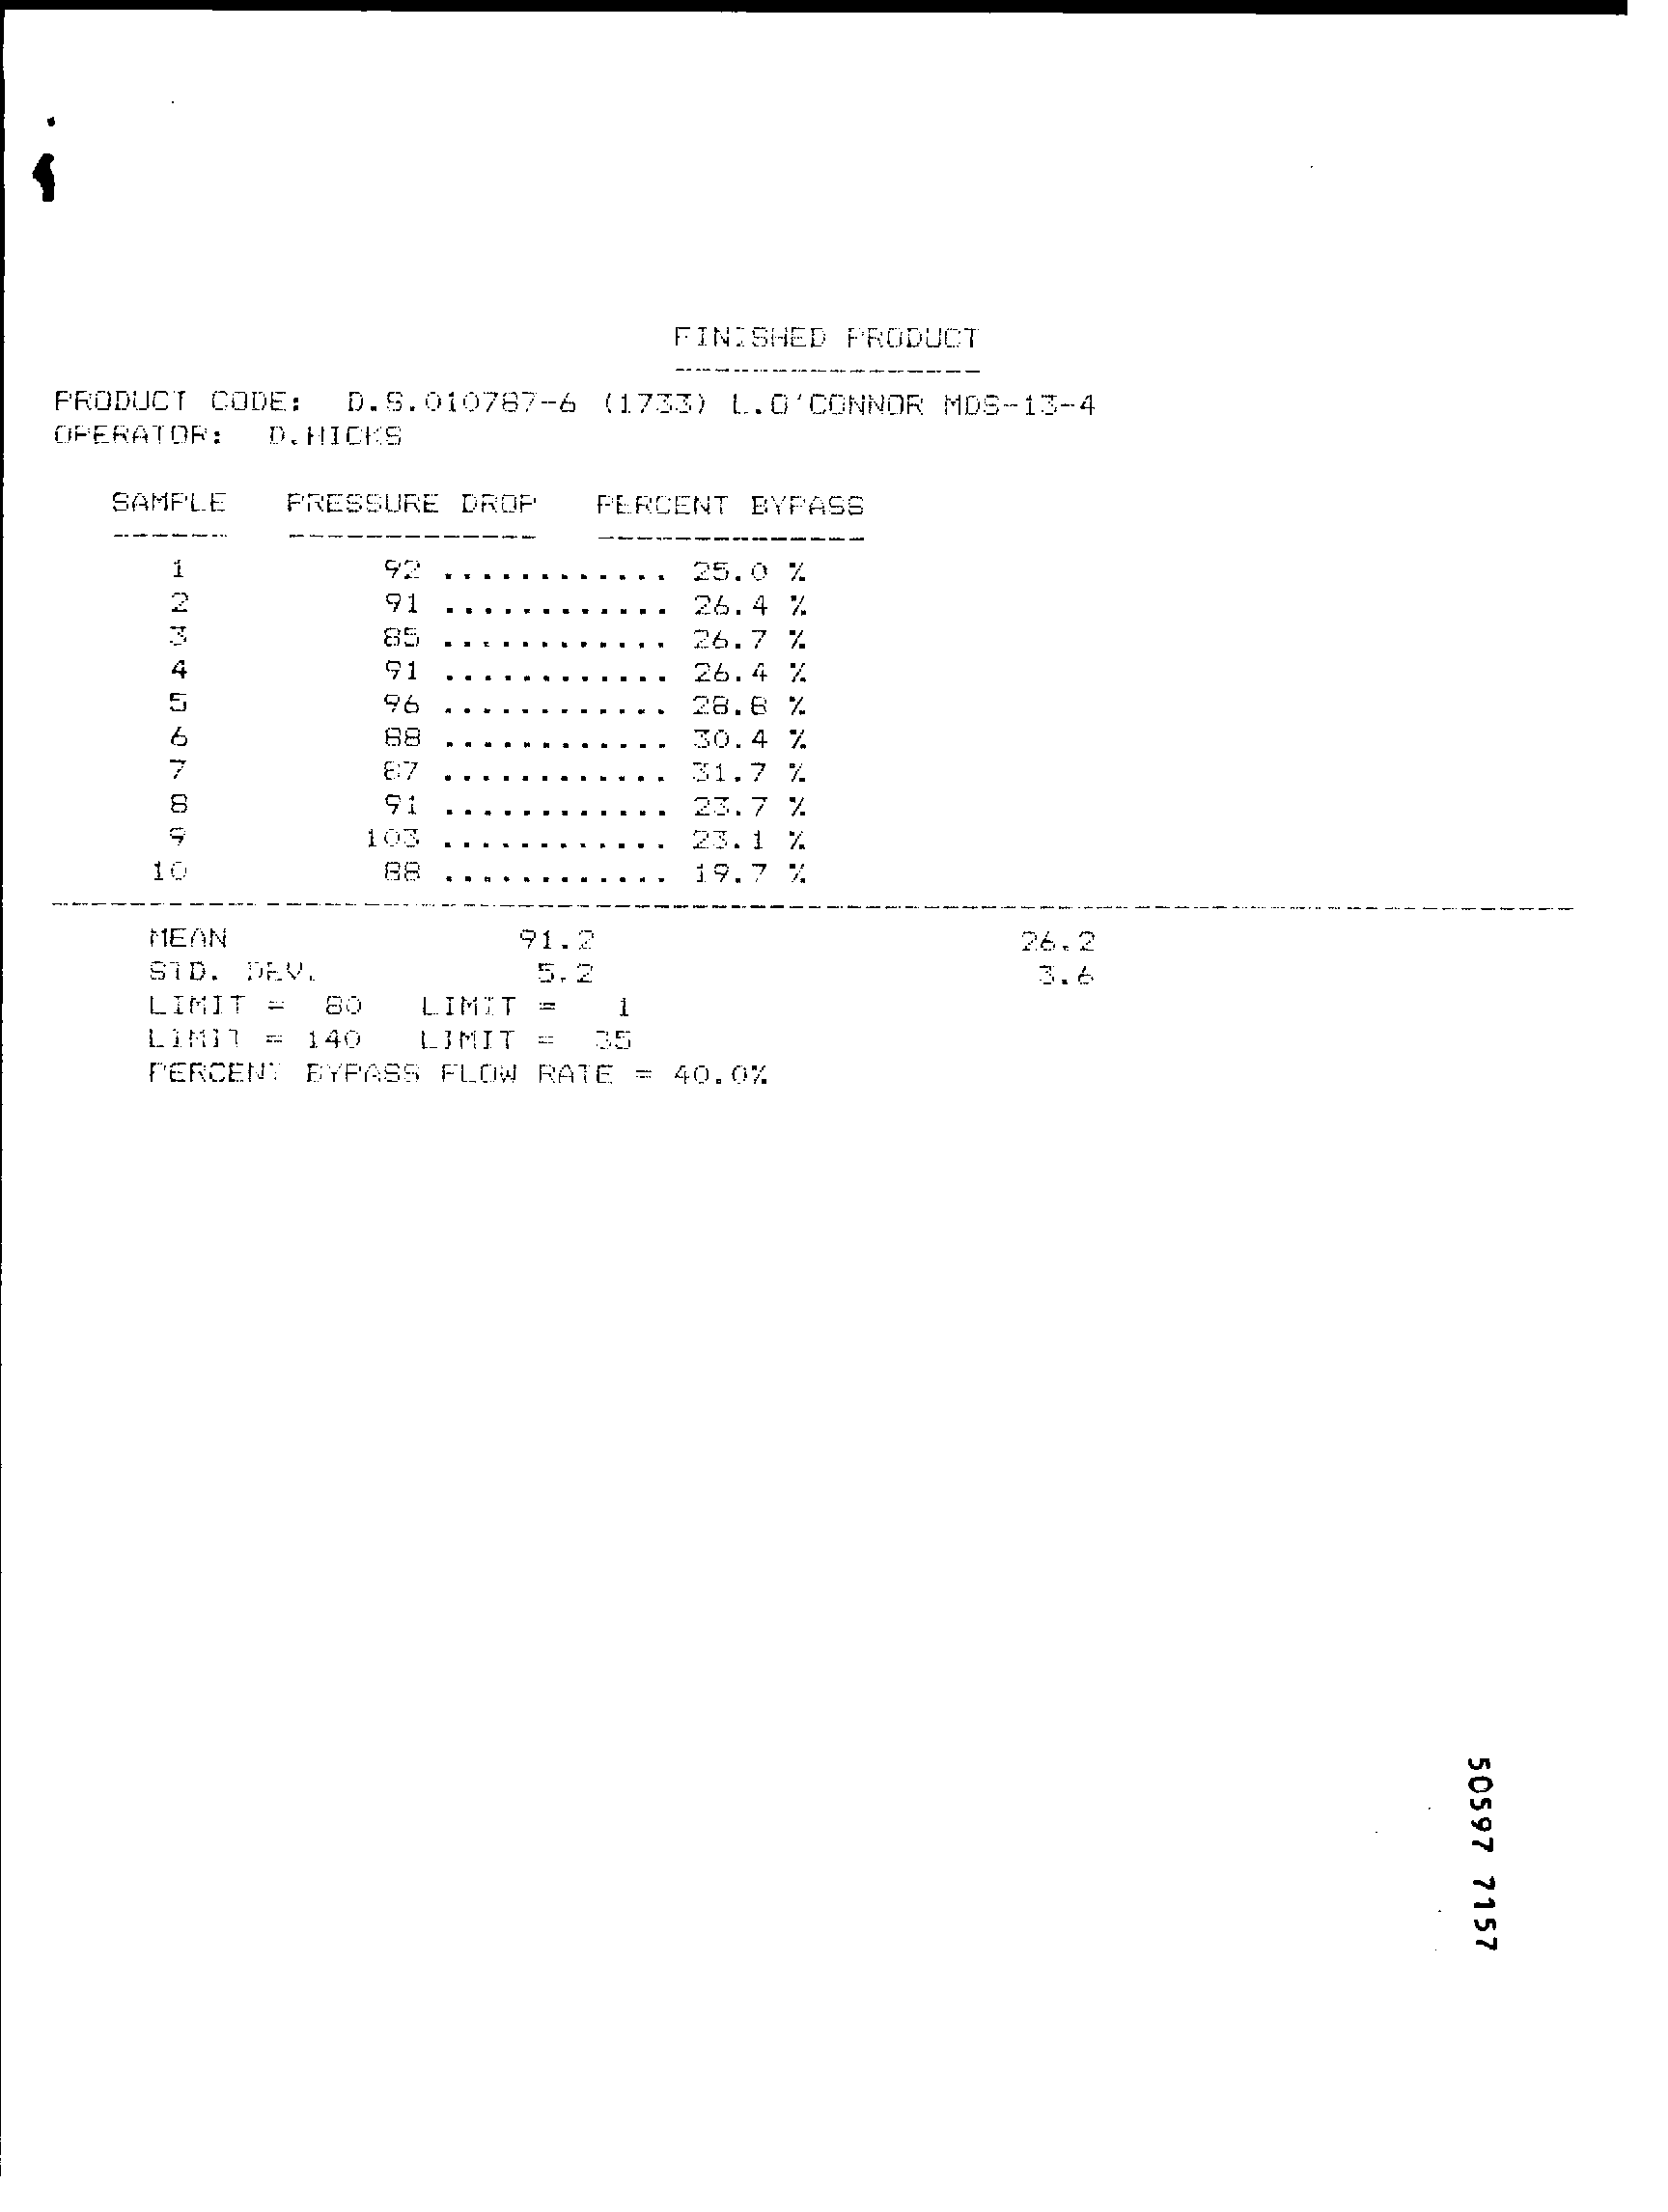 FINISHED PRODUCT
PRODUCT CODE: D.S.010787-6 (1733) L.O'CONNOR MDS-13-4
OPERATOR: D.HICKS
SAMPLE PRESSURE DROP PERCENT BYPASS
1 92 ............ 25.0 %
2 91 ............ 26.4 %
3 85 ............ 26.7 %
4 91 ............ 26.4 %
5 96 ............ 28.8 %
6 88 ............ 30.4 %
7 87 ............ 31.7 %
8 91 ............ 23.7 %
9 103 ............ 23.1 %
10 88 ............ 19.7 %
MEAN 91.2 26.2
STD. DEV. 5.2 3.6
LIMIT = 80 LIMIT = 1
LIMIT = 140 LIMIT = 35
PERCENT BYPASS FLOW RATE = 40.0%
50597 7157